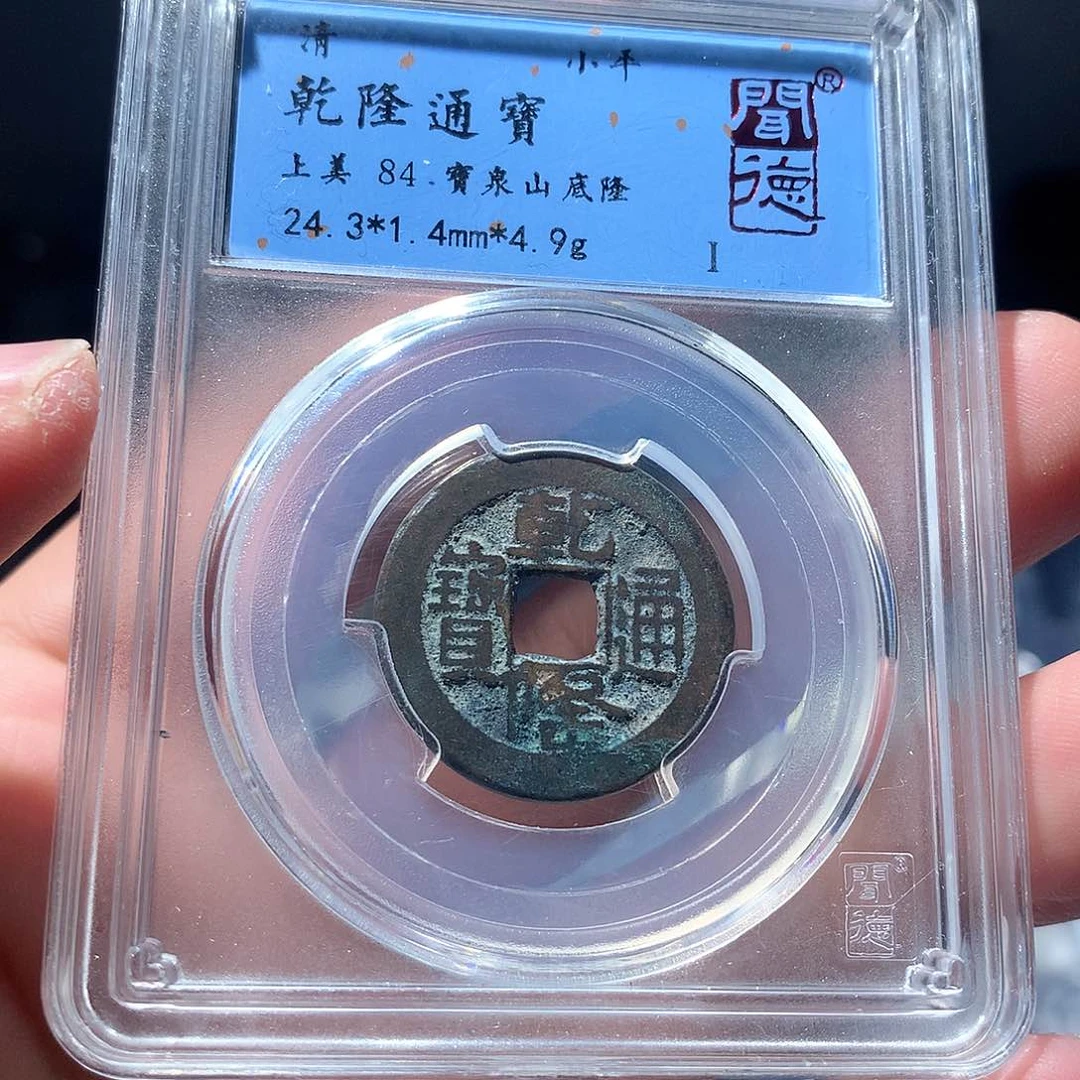 清 小平
乾隆通寶
上美 84.寶泉山底隆
24.3*1.4mm*4.9g
I
聞德®
乾隆通寶
聞德